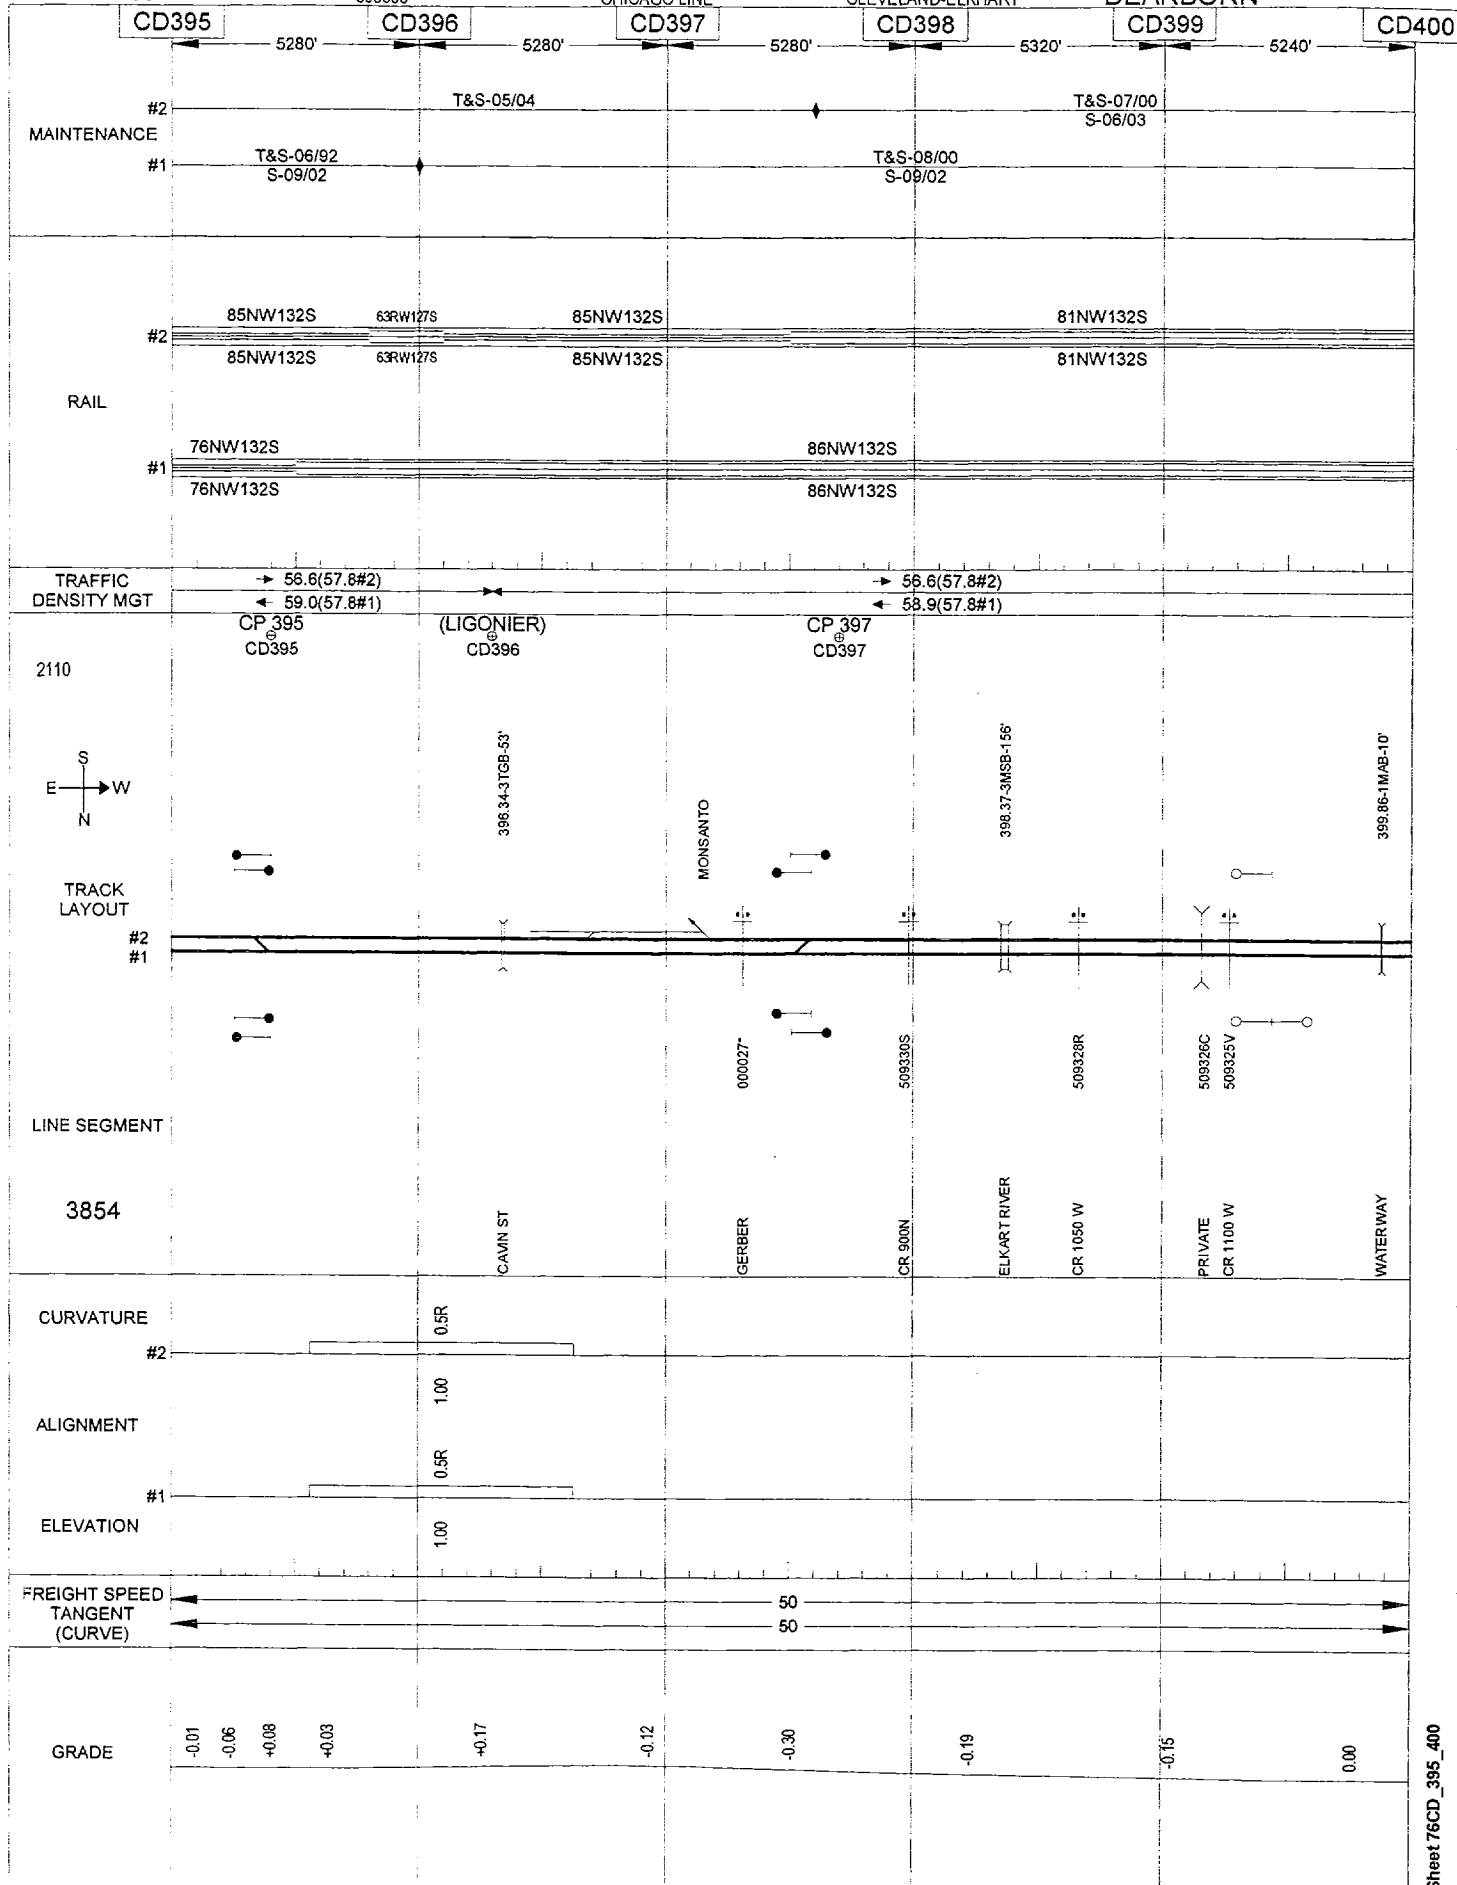 CHICAGO LINE
CLEVELAND-ELKHART
DEARBORN
CD395
CD396
CD397
CD398
CD399
CD400
5280'
5280'
5280'
5320'
5240'
MAINTENANCE
#2
T&S-05/04
T&S-07/00
S-06/03
#1
T&S-06/92
S-09/02
T&S-08/00
S-09/02
RAIL
#2
85NW132S
63RW127S
85NW132S
81NW132S
85NW132S
63RW127S
85NW132S
81NW132S
#1
76NW132S
86NW132S
76NW132S
86NW132S
TRAFFIC
DENSITY MGT
56.6(57.8#2)
56.6(57.8#2)
59.0(57.8#1)
58.9(57.8#1)
CP 395
CD395
(LIGONIER)
CD396
CP 397
CD397
2110
S
E
W
N
396.34-3TGB-53'
MONSANTO
398.37-3MSB-156'
399.86-1MAB-10'
TRACK
LAYOUT
#2
#1
000027*
509330S
509328R
509326C
509325V
LINE SEGMENT
3854
CAVIN ST
GERBER
CR 900N
ELKART RIVER
CR 1050 W
PRIVATE
CR 1100 W
WATERWAY
CURVATURE
#2
0.5R
1.00
ALIGNMENT
#1
0.5R
1.00
ELEVATION
FREIGHT SPEED
TANGENT
(CURVE)
50
50
GRADE
-0.01
-0.06
+0.08
+0.03
+0.17
-0.12
-0.30
-0.19
-0.15
0.00
Sheet 76CD_395_400